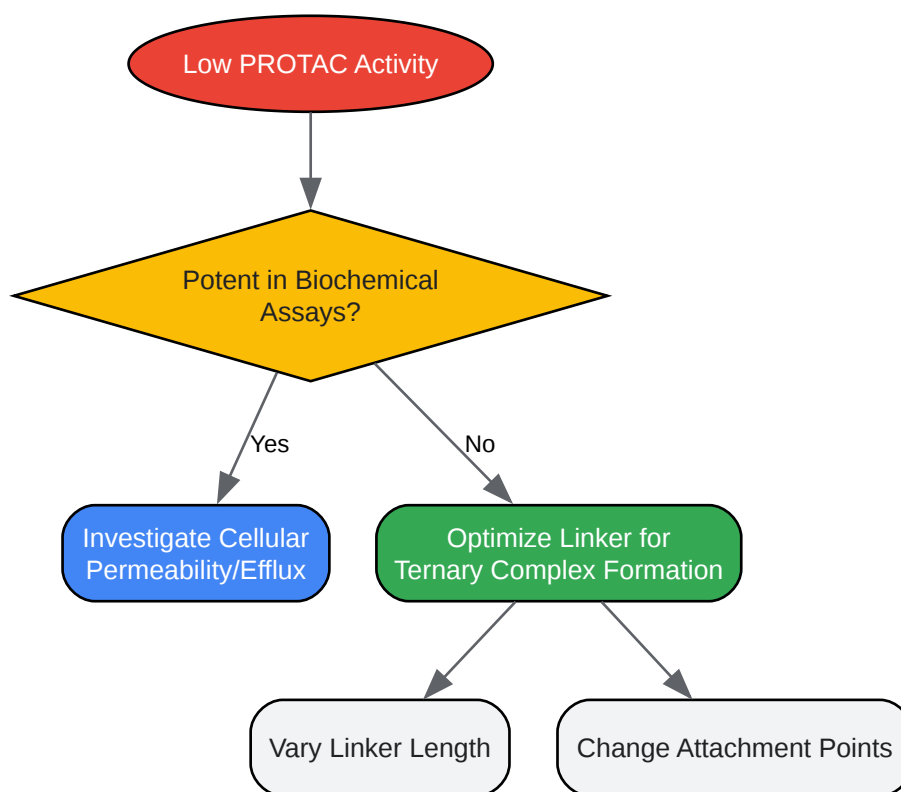 Low PROTAC Activity
Potent in Biochemical
Assays?
Yes
No
Investigate Cellular
Permeability/Efflux
Optimize Linker for
Ternary Complex Formation
Vary Linker Length
Change Attachment Points